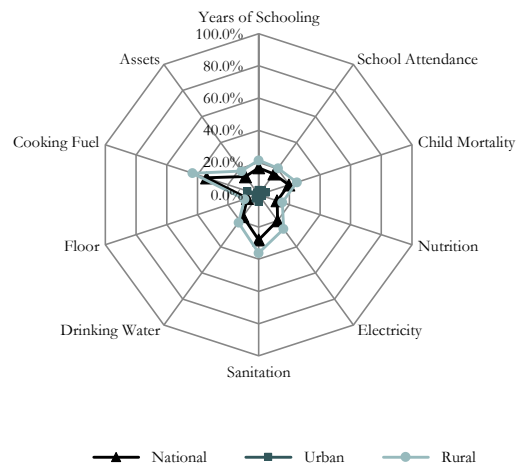 Years of Schooling
100.0%
Assets
School Attendance
80.0%
60.0%
Cooking Fuel
Child Mortality
40.0%
20.0%
0.0%
Floor
Nutrition
Drinking Water
Electricity
Sanitation
National Urban Rural